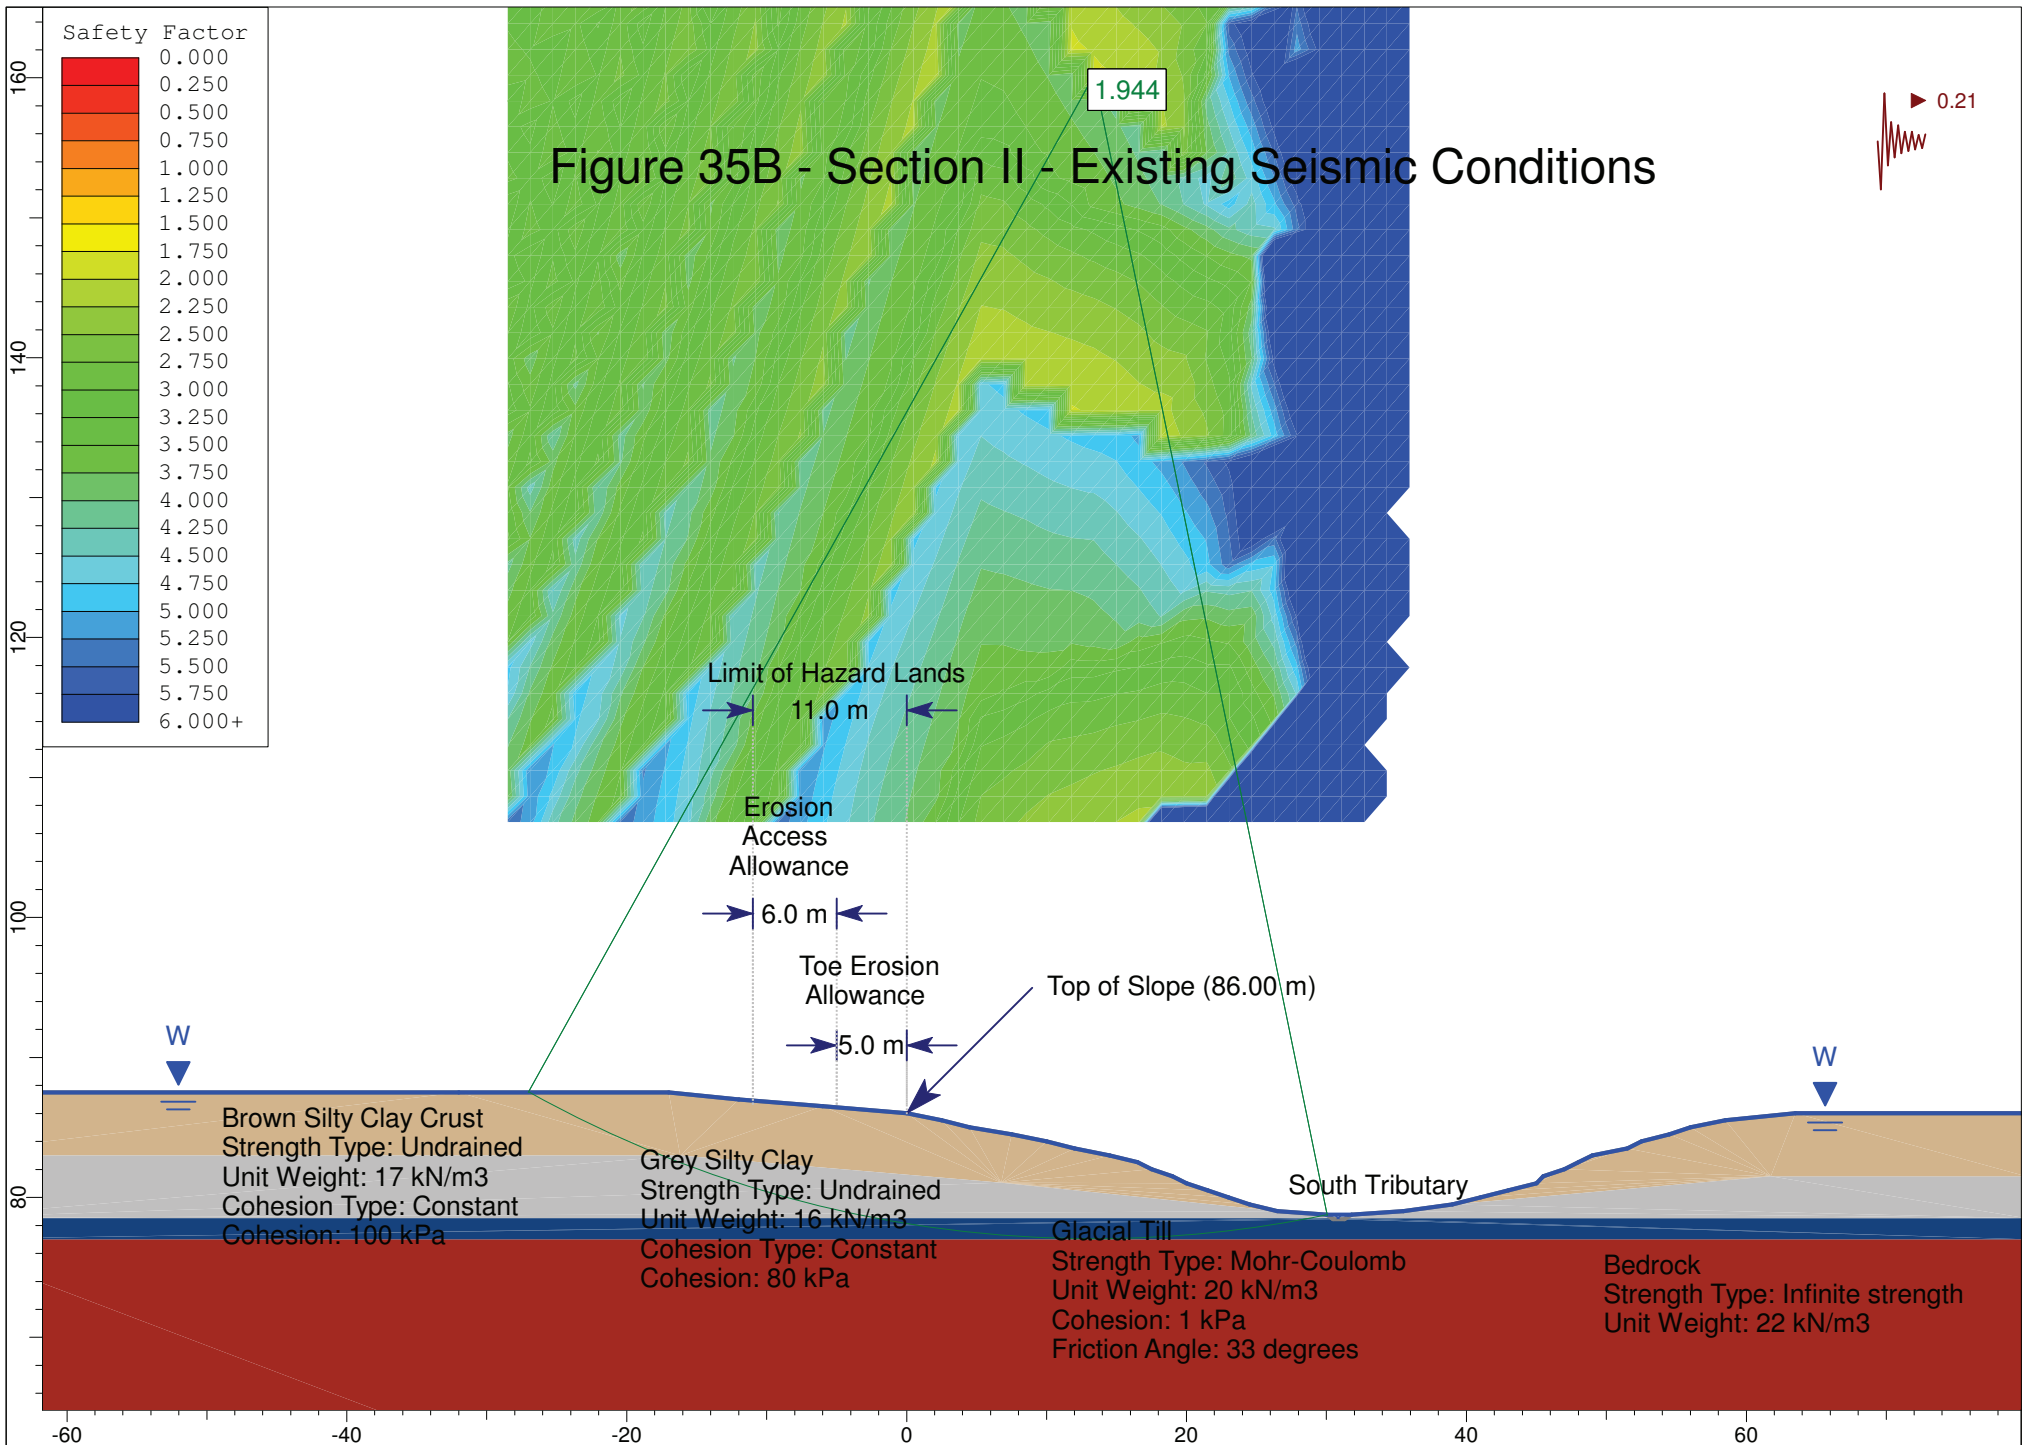 Safety Factor
0.000
0.250
0.500
0.750
1.000
1.250
1.500
1.750
2.000
2.250
2.500
2.750
3.000
3.250
3.500
3.750
4.000
4.250
4.500
4.750
5.000
5.250
5.500
5.750
6.000+
1.944
0.21
Figure 35B - Section II - Existing Seismic Conditions
Limit of Hazard Lands
11.0 m
Erosion
Access
Allowance
6.0 m
Toe Erosion
Allowance
5.0 m
Top of Slope (86.00 m)
W
W
Brown Silty Clay Crust
Strength Type: Undrained
Unit Weight: 17 kN/m3
Cohesion Type: Constant
Cohesion: 100 kPa
Grey Silty Clay
Strength Type: Undrained
Unit Weight: 16 kN/m3
Cohesion Type: Constant
Cohesion: 80 kPa
South Tributary
Glacial Till
Strength Type: Mohr-Coulomb
Unit Weight: 20 kN/m3
Cohesion: 1 kPa
Friction Angle: 33 degrees
Bedrock
Strength Type: Infinite strength
Unit Weight: 22 kN/m3
160
140
120
100
80
-60
-40
-20
0
20
40
60